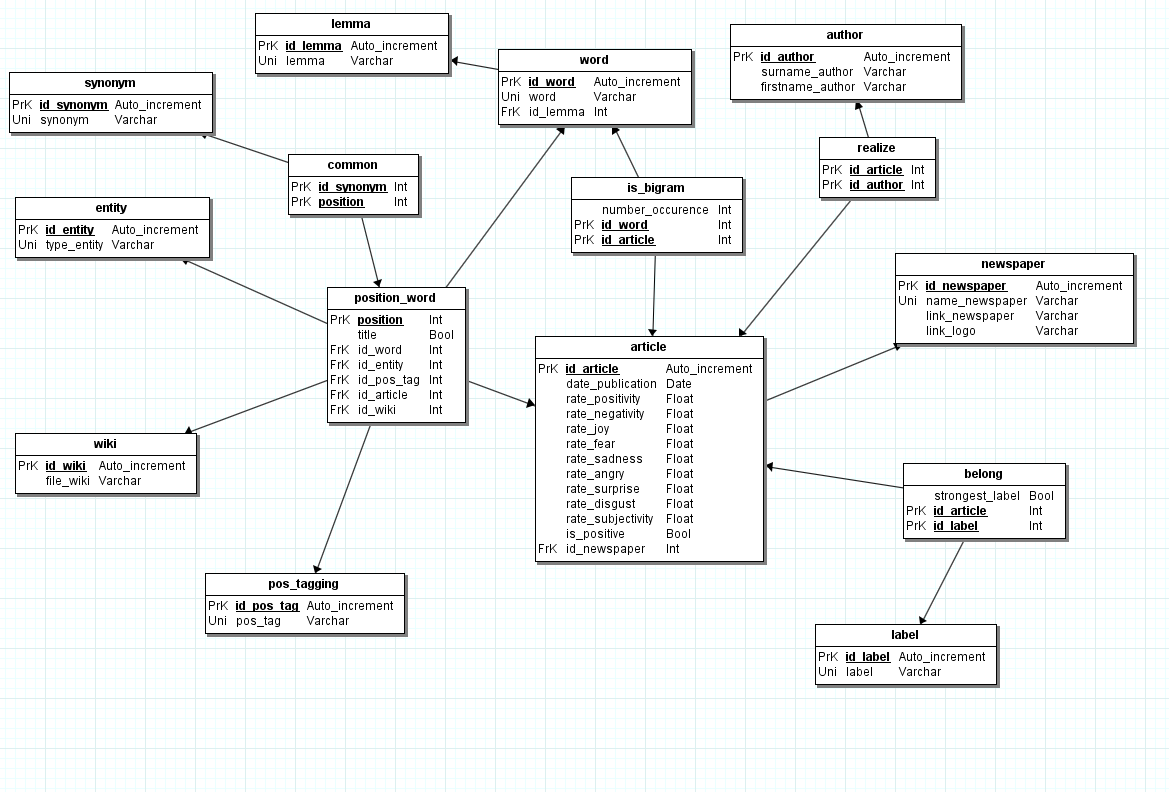 lemma
PrK id_lemma Auto_increment
Uni lemma Varchar
author
PrK id_author Auto_increment
surname_author Varchar
firstname_author Varchar
word
PrK id_word Auto_increment
Uni word Varchar
FrK id_lemma Int
synonym
PrK id_synonym Auto_increment
Uni synonym Varchar
realize
PrK id_article Int
PrK id_author Int
common
PrK id_synonym Int
PrK position Int
is_bigram
number_occurence Int
PrK id_word Int
PrK id_article Int
entity
PrK id_entity Auto_increment
Uni type_entity Varchar
newspaper
PrK id_newspaper Auto_increment
Uni name_newspaper Varchar
link_newspaper Varchar
link_logo Varchar
position_word
PrK position Int
title Bool
FrK id_word Int
FrK id_entity Int
FrK id_pos_tag Int
FrK id_article Int
FrK id_wiki Int
article
PrK id_article Auto_increment
date_publication Date
rate_positivity Float
rate_negativity Float
rate_joy Float
rate_fear Float
rate_sadness Float
rate_angry Float
rate_surprise Float
rate_disgust Float
rate_subjectivity Float
is_positive Bool
FrK id_newspaper Int
wiki
PrK id_wiki Auto_increment
file_wiki Varchar
belong
strongest_label Bool
PrK id_article Int
PrK id_label Int
pos_tagging
PrK id_pos_tag Auto_increment
Uni pos_tag Varchar
label
PrK id_label Auto_increment
Uni label Varchar